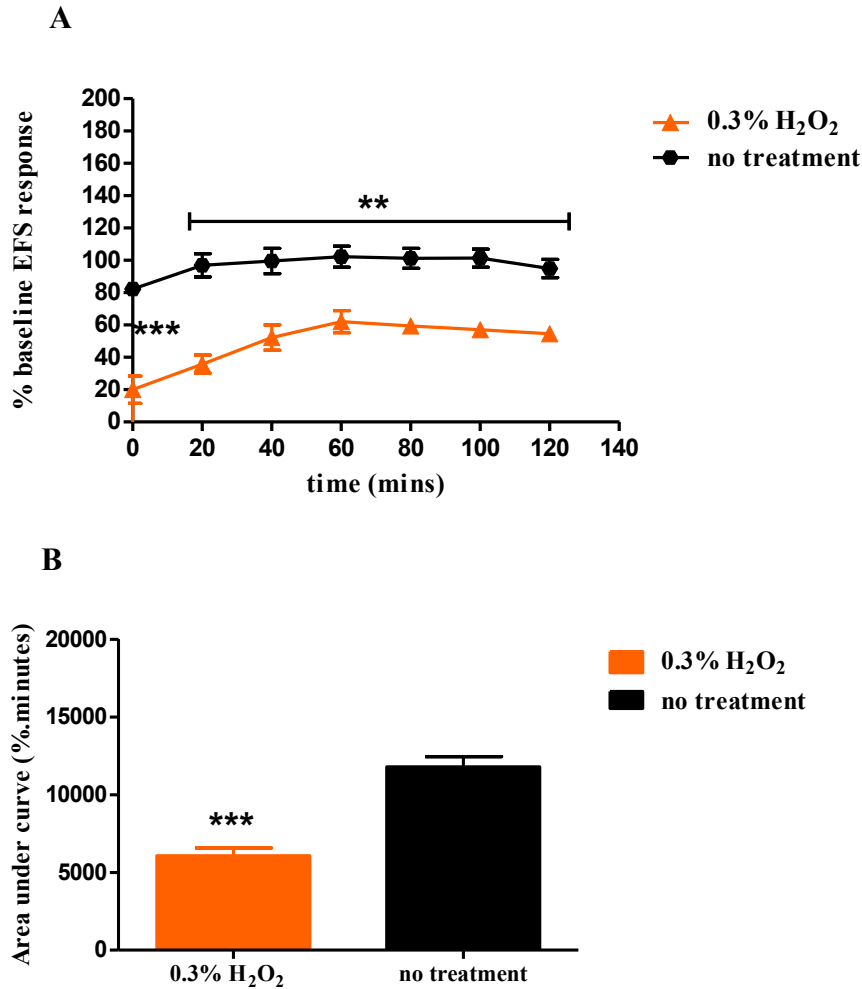 A
% baseline EFS response
200
180
160
140
120
100
80
60
40
20
0
**
***
0 20 40 60 80 100 120 140
time (mins)
0.3% H₂O₂
no treatment
B
Area under curve (%.minutes)
20000
15000
10000
5000
0
***
0.3% H₂O₂ no treatment
0.3% H₂O₂
no treatment